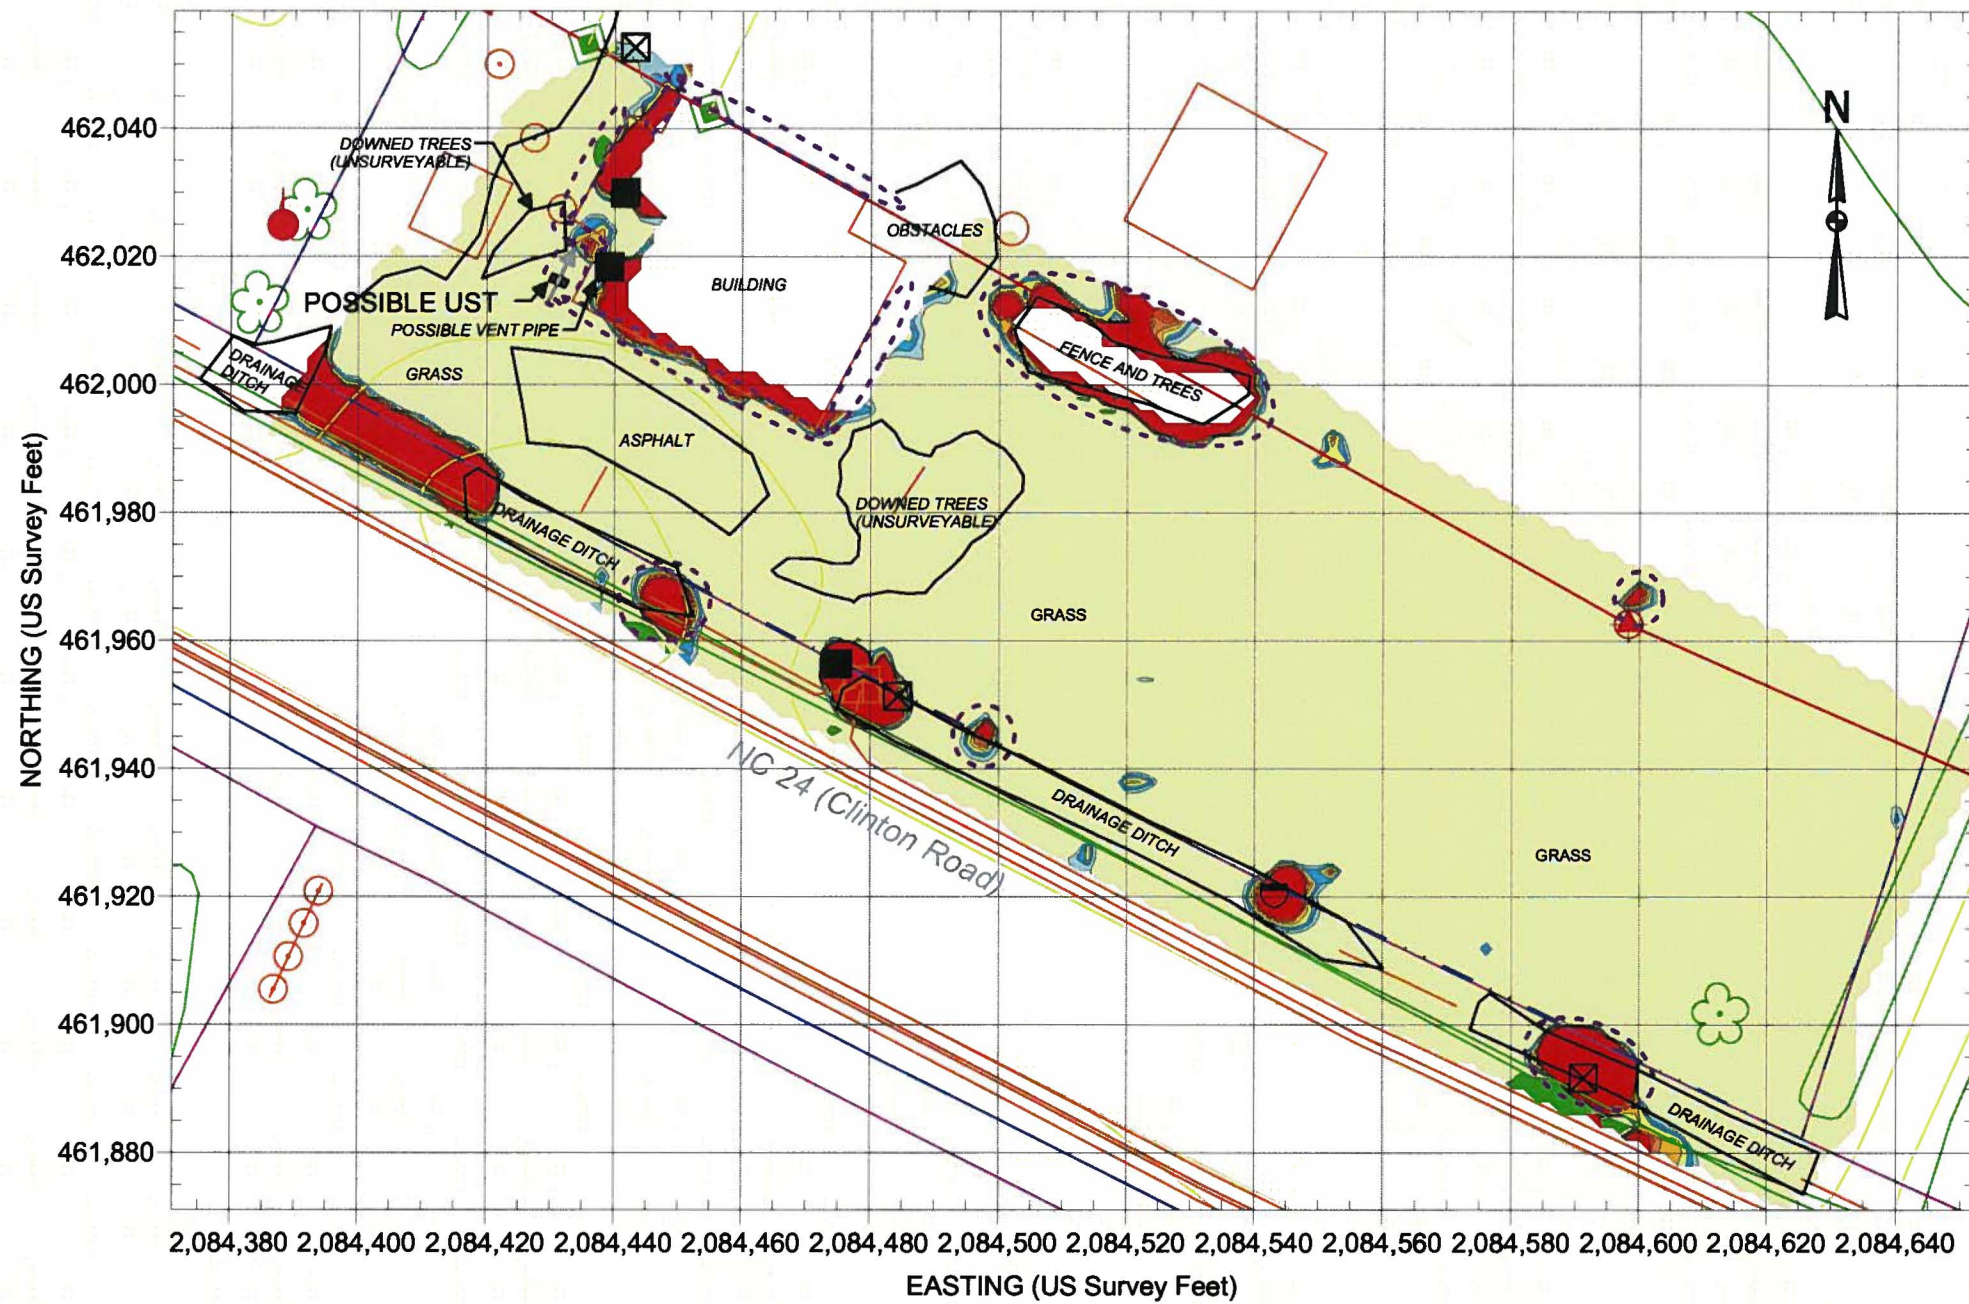 N
462,040
462,020
462,000
461,980
461,960
461,940
461,920
461,900
461,880
NORTHING (US Survey Feet)
DOWNED TREES
(UNSURVEYABLE)
OBSTACLES
BUILDING
POSSIBLE UST
POSSIBLE VENT PIPE
FENCE AND TREES
DRAINAGE
DITCH
GRASS
ASPHALT
DOWNED TREES
(UNSURVEYABLE)
DRAINAGE DITCH
GRASS
NC 24 (Clinton Road)
DRAINAGE DITCH
GRASS
DRAINAGE DITCH
2,084,380 2,084,400 2,084,420 2,084,440 2,084,460 2,084,480 2,084,500 2,084,520 2,084,540 2,084,560 2,084,580 2,084,600 2,084,620 2,084,640
EASTING (US Survey Feet)